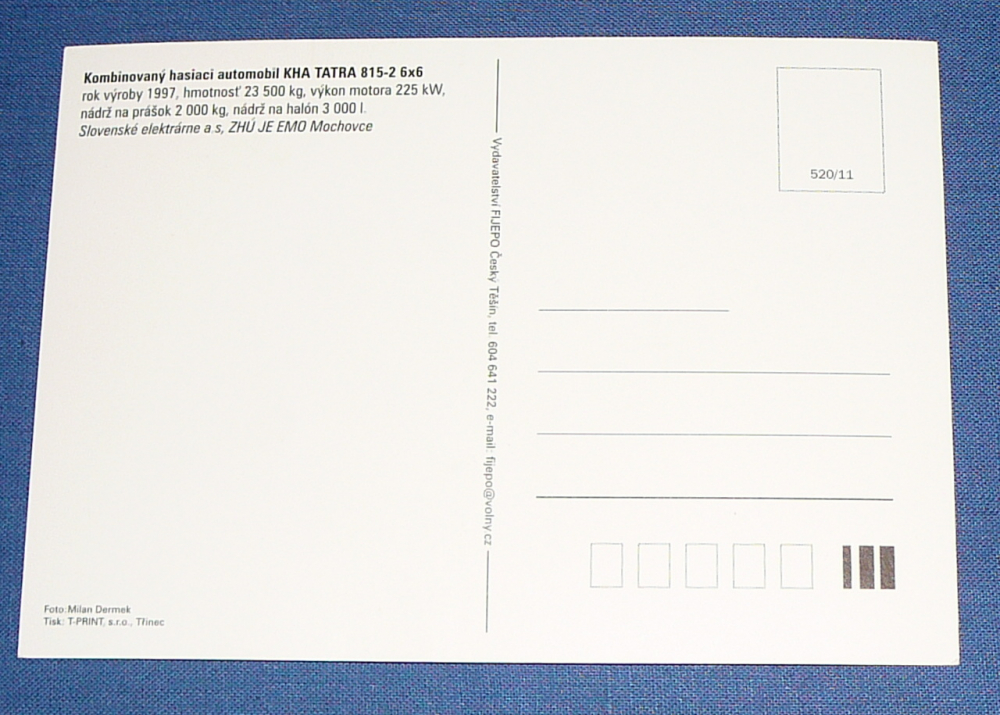 Kombinovaný hasiaci automobil KHA TATRA 815-2 6x6
rok výroby 1997, hmotnosť 23 500 kg, výkon motora 225 kW,
nádrž na prášok 2 000 kg, nádrž na halón 3 000 l.
Slovenské elektrárne a.s, ZHÚ JE EMO Mochovce
Foto: Milan Dermek
Tisk: T-PRINT, s.r.o., Třinec
Vydavatelství FIJEPO Český Těšín, tel. 604 641 222, e-mail: fijepo@volny.cz
520/11